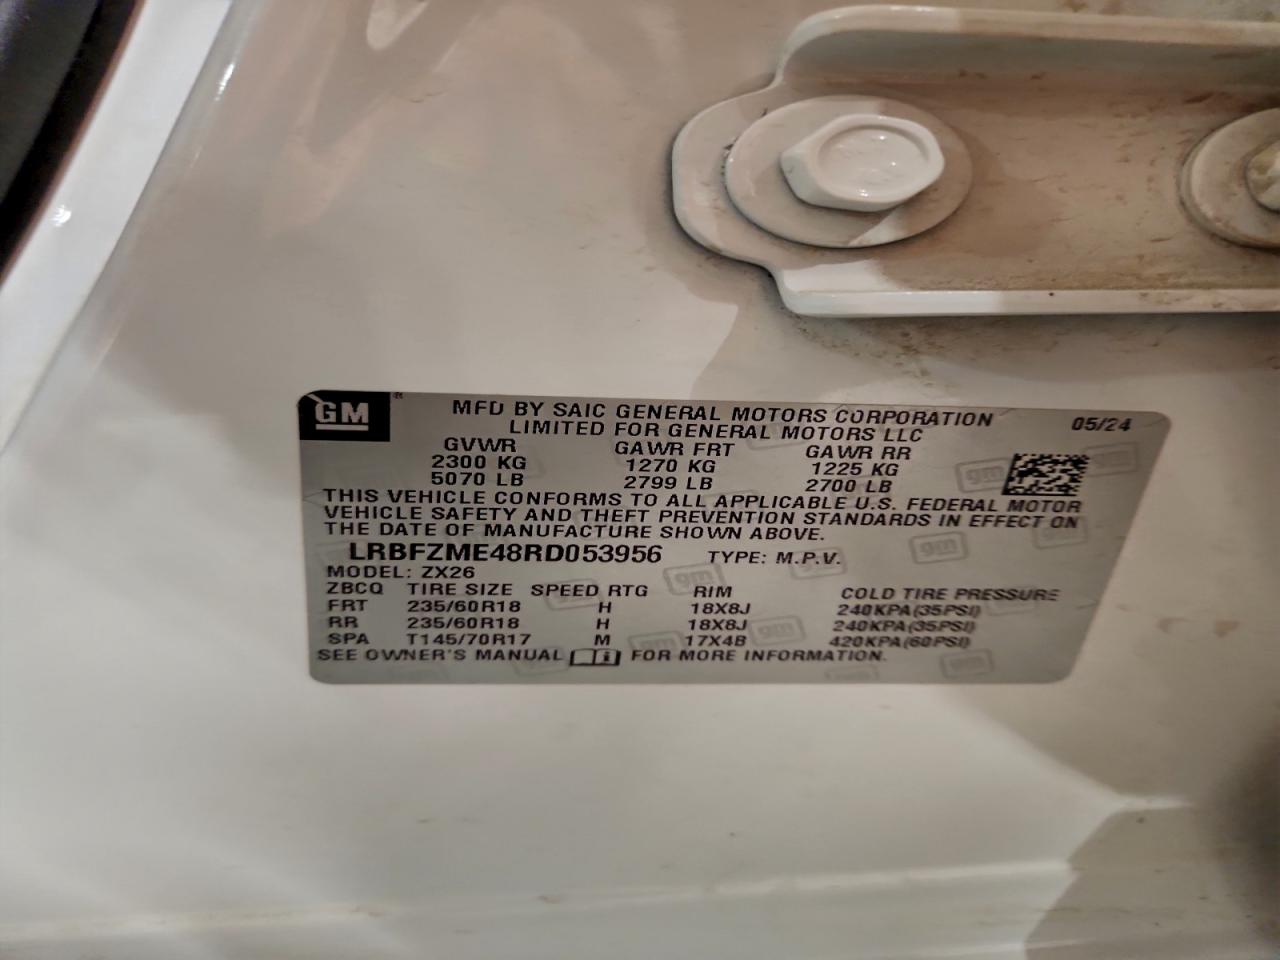 GM ®
MFD BY SAIC GENERAL MOTORS CORPORATION 05/24
LIMITED FOR GENERAL MOTORS LLC
GVWR GAWR FRT GAWR RR
2300 KG 1270 KG 1225 KG
5070 LB 2799 LB 2700 LB
THIS VEHICLE CONFORMS TO ALL APPLICABLE U.S. FEDERAL MOTOR
VEHICLE SAFETY AND THEFT PREVENTION STANDARDS IN EFFECT ON
THE DATE OF MANUFACTURE SHOWN ABOVE.
LRBFZME48RD053956 TYPE: M.P.V.
MODEL: ZX26
ZBCQ TIRE SIZE SPEED RTG RIM COLD TIRE PRESSURE
FRT 235/60R18 H 18X8J 240KPA(35PSI)
RR 235/60R18 H 18X8J 240KPA(35PSI)
SPA T145/70R17 M 17X4B 420KPA(60PSI)
SEE OWNER'S MANUAL FOR MORE INFORMATION.